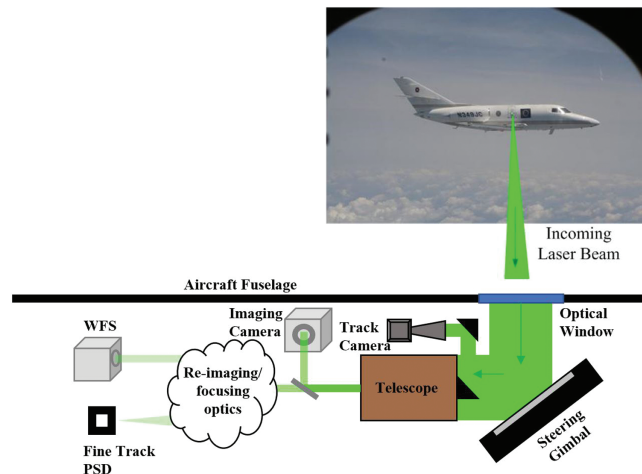 N248JC
Incoming
Laser Beam
Aircraft Fuselage
WFS
Imaging
Camera
Track
Camera
Optical
Window
Re-imaging/
focusing
optics
Telescope
Steering
Gimbal
Fine Track
PSD